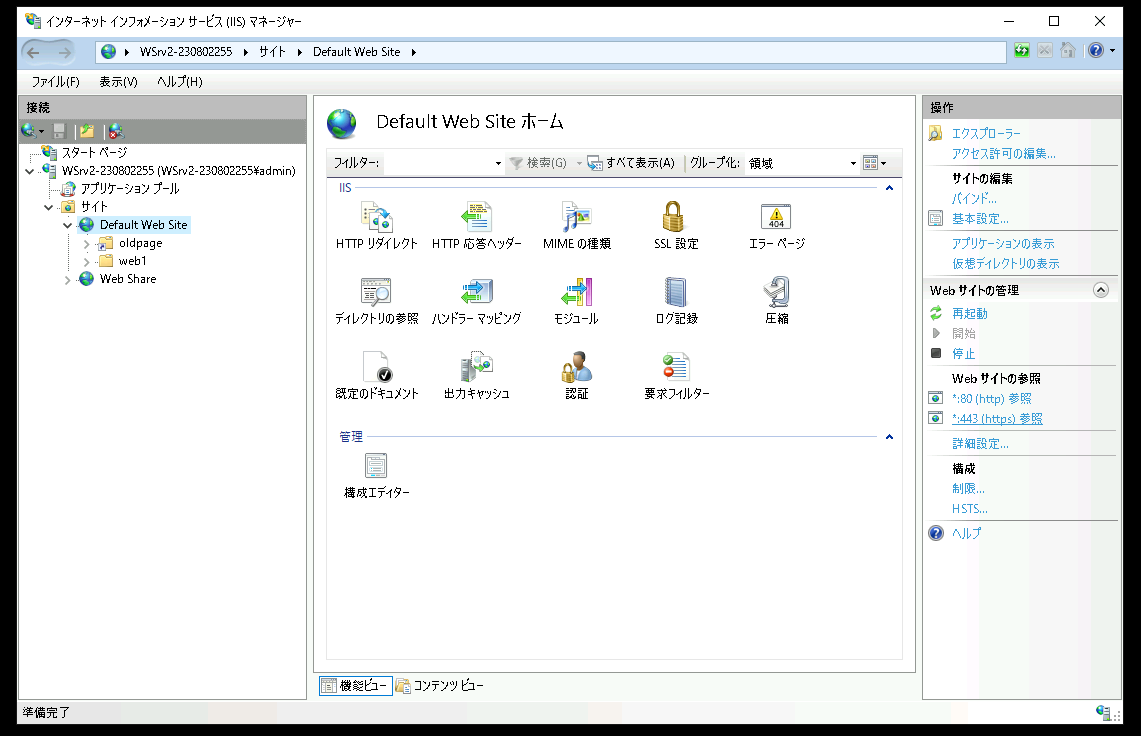 インターネット インフォメーション サービス (IIS) マネージャー
WSrv2-230802255 サイト Default Web Site
ファイル(F) 表示(V) ヘルプ(H)
接続
スタート ページ
WSrv2-230802255 (WSrv2-230802255¥admin)
アプリケーション プール
サイト
Default Web Site
oldpage
web1
Web Share
Default Web Site ホーム
フィルター: 検索(G) すべて表示(A) グループ化: 領域
IIS
HTTP リダイレクト HTTP 応答ヘッダー MIME の種類 SSL 設定 404 エラー ページ
ディレクトリの参照 ハンドラー マッピング モジュール ログ記録 圧縮
既定のドキュメント 出力キャッシュ 認証 要求フィルター
管理
構成エディター
機能ビュー コンテンツ ビュー
操作
エクスプローラー
アクセス許可の編集...
サイトの編集
バインド...
基本設定...
アプリケーションの表示
仮想ディレクトリの表示
Web サイトの管理
再起動
開始
停止
Web サイトの参照
*:80 (http) 参照
*:443 (https) 参照
詳細設定...
構成
制限...
HSTS...
ヘルプ
準備完了